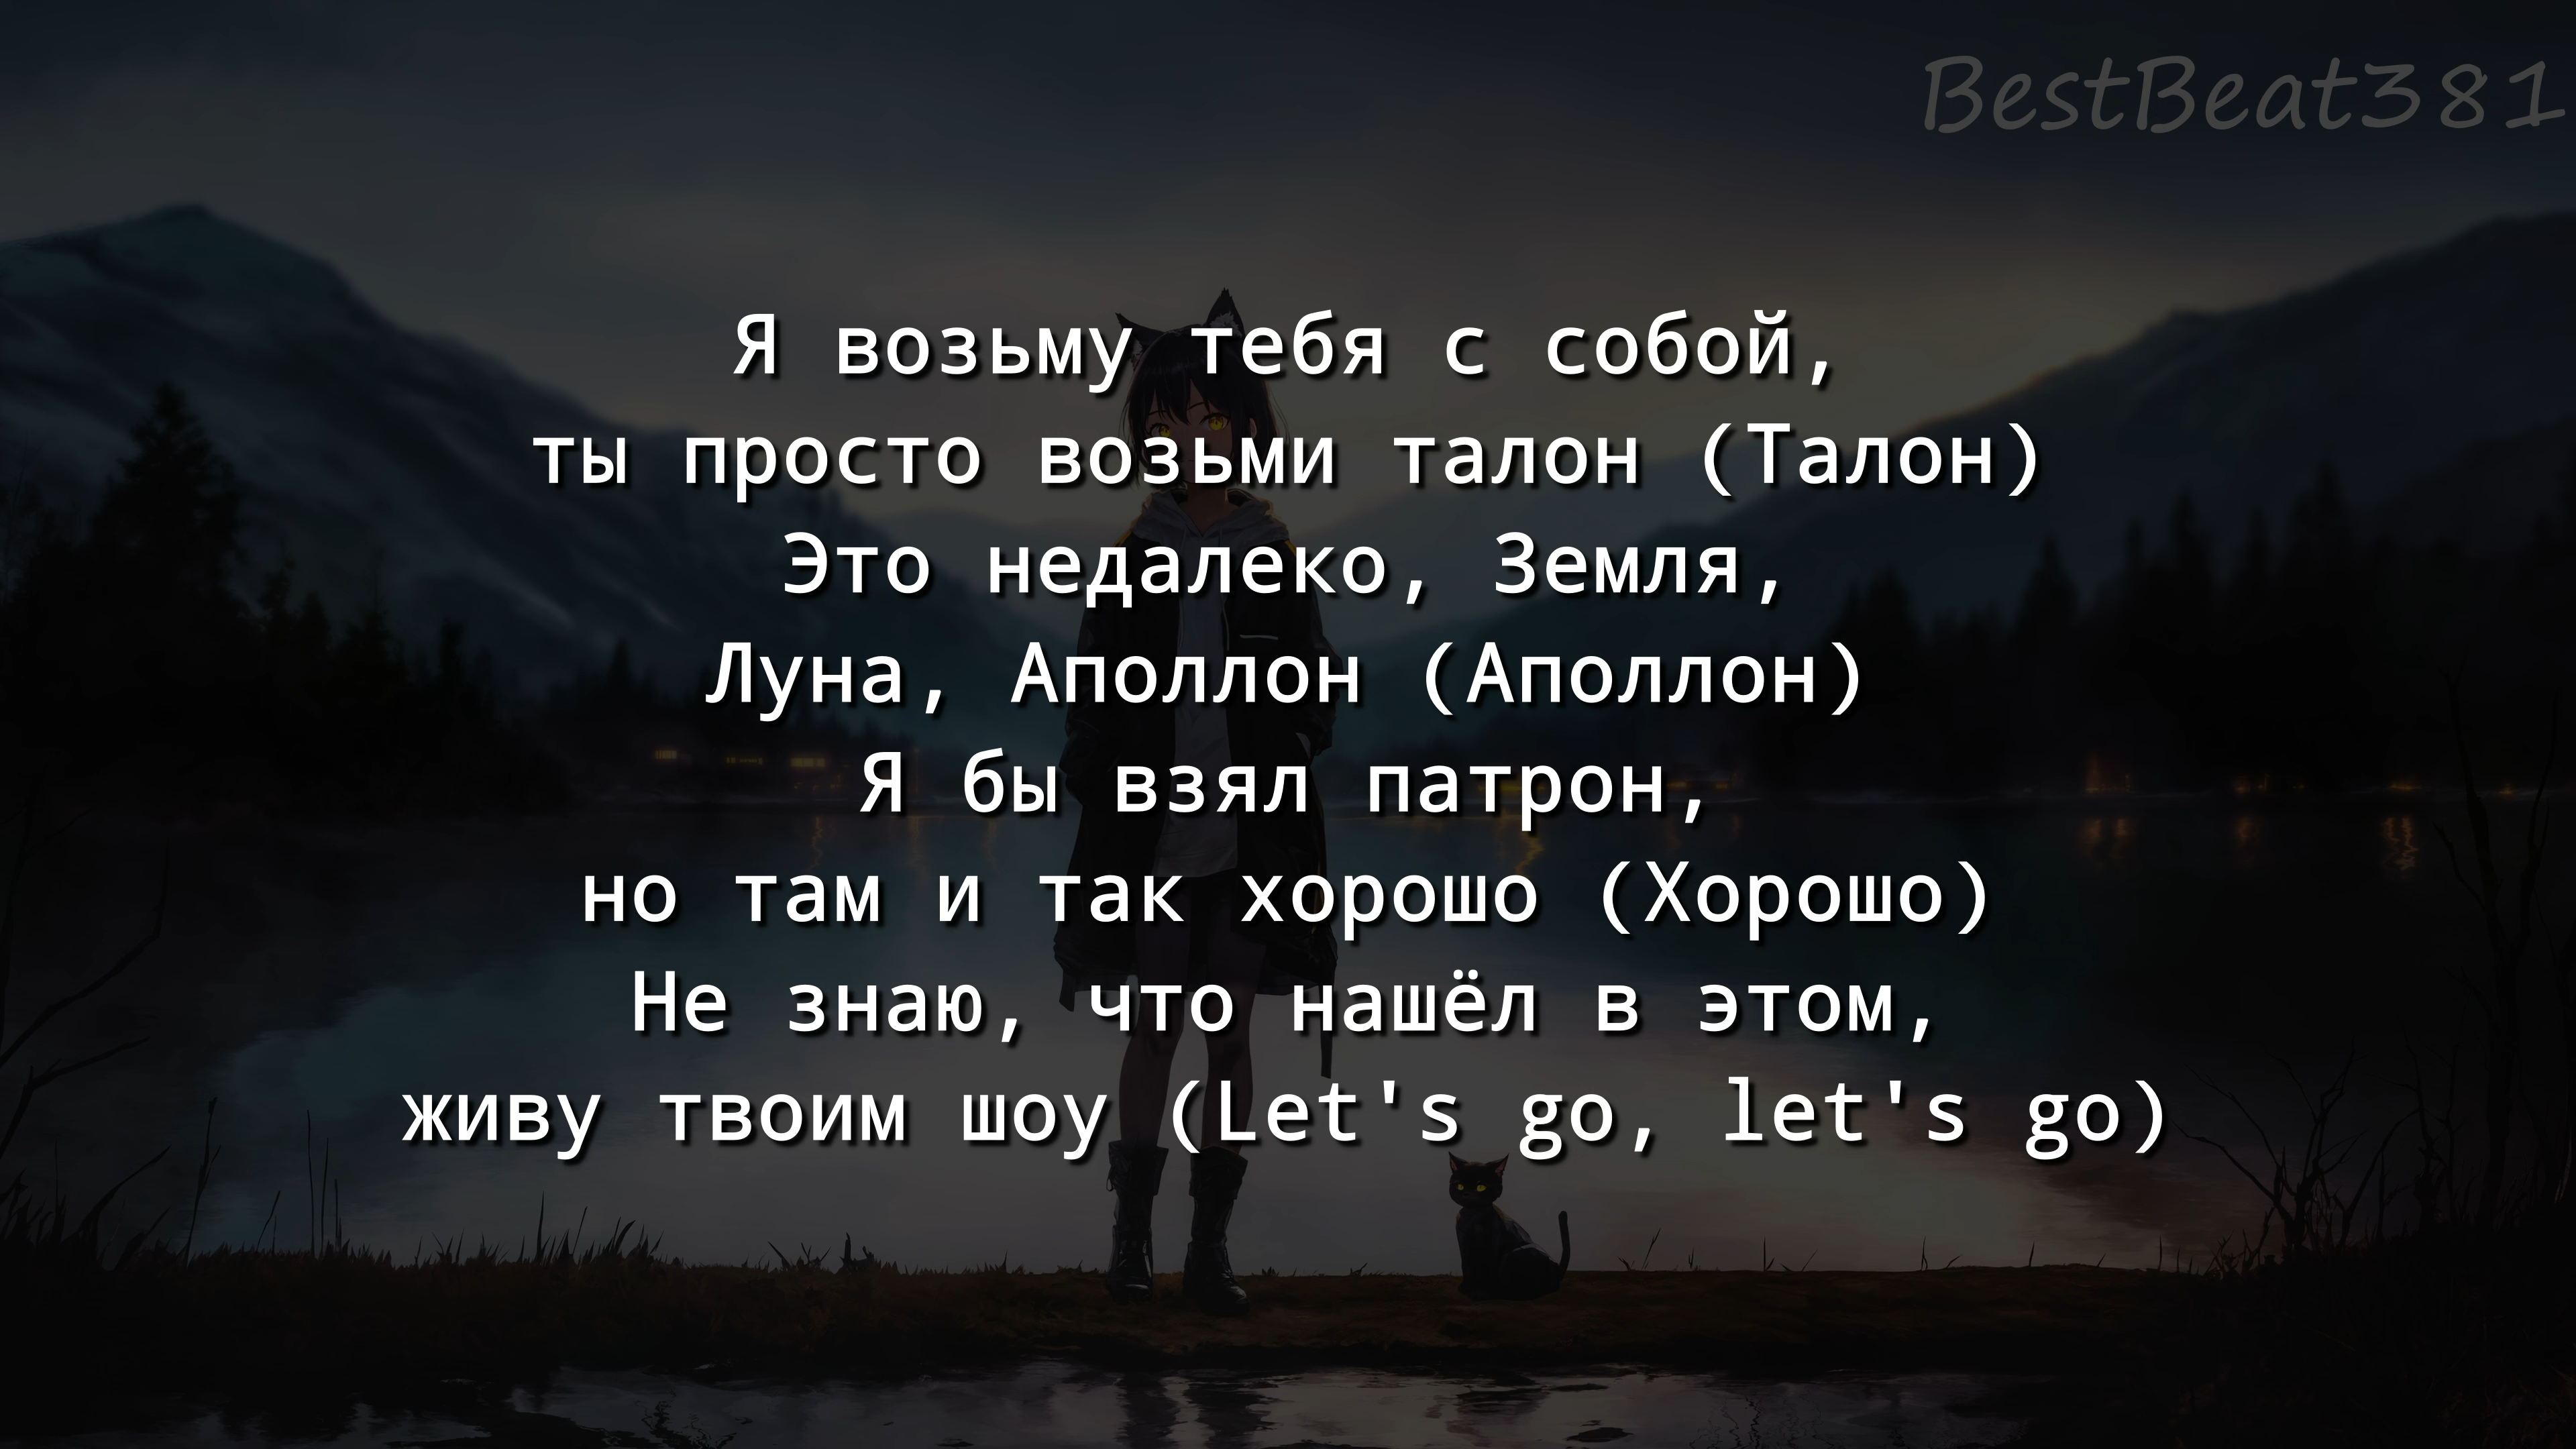 BestBeat381
Я возьму тебя с собой,
ты просто возьми талон (Талон)
Это недалеко, Земля,
Луна, Аполлон (Аполлон)
Я бы взял патрон,
но там и так хорошо (Хорошо)
Не знаю, что нашёл в этом,
живу твоим шоу (Let's go, let's go)